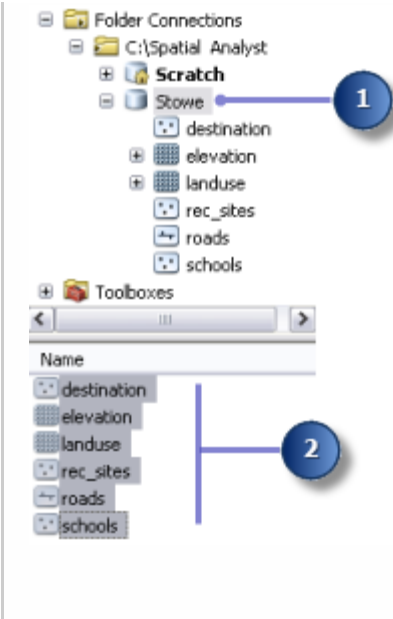 Folder Connections
C:\Spatial Analyst
Scratch
Stowe
1
destination
elevation
landuse
rec_sites
roads
schools
Toolboxes
Name
destination
elevation
landuse
rec_sites
2
roads
schools